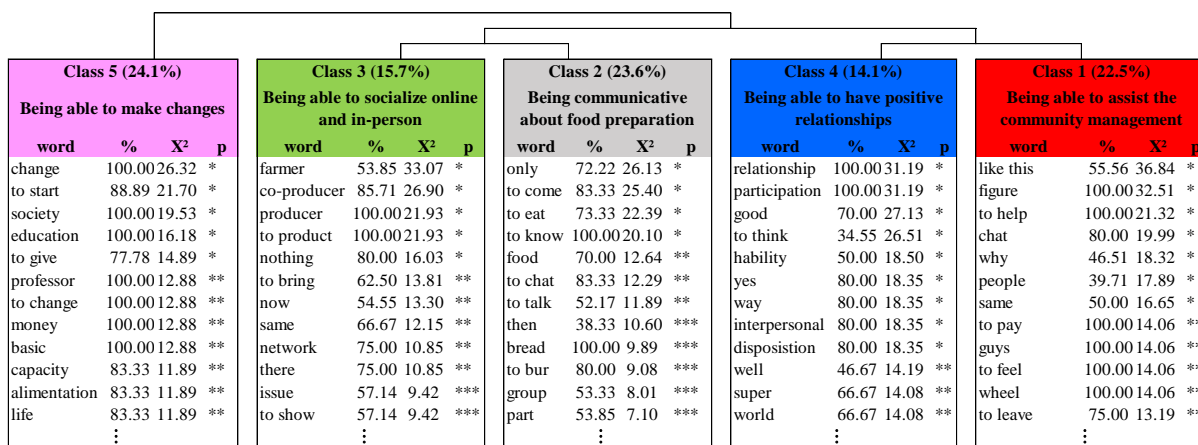 Class 5 (24.1%)
Being able to make changes
word % X² p
change 100.00 26.32 *
to start 88.89 21.70 *
society 100.00 19.53 *
education 100.00 16.18 *
to give 77.78 14.89 *
professor 100.00 12.88 **
to change 100.00 12.88 **
money 100.00 12.88 **
basic 100.00 12.88 **
capacity 83.33 11.89 **
alimentation 83.33 11.89 **
life 83.33 11.89 **
⋮
Class 3 (15.7%)
Being able to socialize online
and in-person
word % X² p
farmer 53.85 33.07 *
co-producer 85.71 26.90 *
producer 100.00 21.93 *
to product 100.00 21.93 *
nothing 80.00 16.03 *
to bring 62.50 13.81 **
now 54.55 13.30 **
same 66.67 12.15 **
network 75.00 10.85 **
there 75.00 10.85 **
issue 57.14 9.42 ***
to show 57.14 9.42 ***
⋮
Class 2 (23.6%)
Being communicative
about food preparation
word % X² p
only 72.22 26.13 *
to come 83.33 25.40 *
to eat 73.33 22.39 *
to know 100.00 20.10 *
food 70.00 12.64 **
to chat 83.33 12.29 **
to talk 52.17 11.89 **
then 38.33 10.60 ***
bread 100.00 9.89 ***
to bur 80.00 9.08 ***
group 53.33 8.01 ***
part 53.85 7.10 ***
⋮
Class 4 (14.1%)
Being able to have positive
relationships
word % X² p
relationship 100.00 31.19 *
participation 100.00 31.19 *
good 70.00 27.13 *
to think 34.55 26.51 *
hability 50.00 18.50 *
yes 80.00 18.35 *
way 80.00 18.35 *
interpersonal 80.00 18.35 *
disposistion 80.00 18.35 *
well 46.67 14.19 **
super 66.67 14.08 **
world 66.67 14.08 **
⋮
Class 1 (22.5%)
Being able to assist the
community management
word % X² p
like this 55.56 36.84 *
figure 100.00 32.51 *
to help 100.00 21.32 *
chat 80.00 19.99 *
why 46.51 18.32 *
people 39.71 17.89 *
same 50.00 16.65 *
to pay 100.00 14.06 **
guys 100.00 14.06 **
to feel 100.00 14.06 **
wheel 100.00 14.06 **
to leave 75.00 13.19 **
⋮